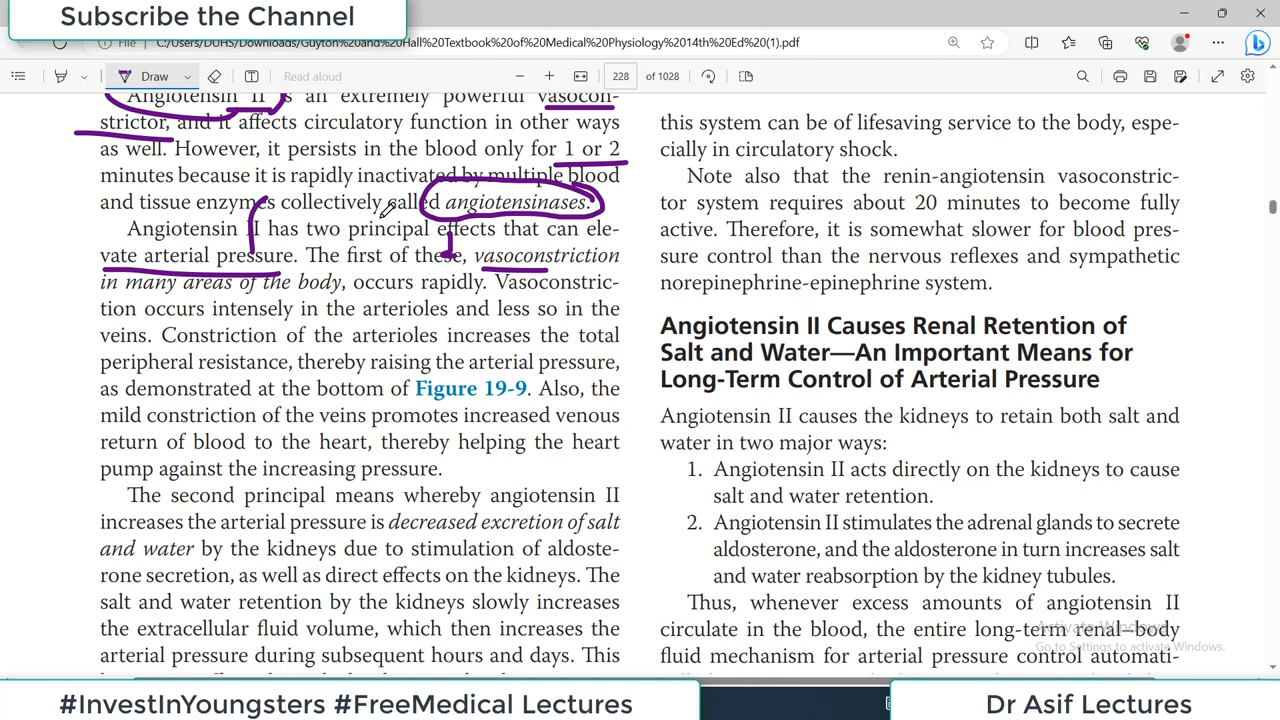 Subscribe the Channel
File
C:/Users/DUHS/Downloads/Guyton%20and%20Hall%20Textbook%20of%20Medical%20Physiology%2014th%20Ed%20(1).pdf
Draw
Read aloud
228 of 1028
Angiotensin II is an extremely powerful vasocon-
strictor, and it affects circulatory function in other ways
as well. However, it persists in the blood only for 1 or 2
minutes because it is rapidly inactivated by multiple blood
and tissue enzymes collectively called angiotensinases.
Angiotensin II has two principal effects that can ele-
vate arterial pressure. The first of these, vasoconstriction
in many areas of the body, occurs rapidly. Vasoconstric-
tion occurs intensely in the arterioles and less so in the
veins. Constriction of the arterioles increases the total
peripheral resistance, thereby raising the arterial pressure,
as demonstrated at the bottom of Figure 19-9. Also, the
mild constriction of the veins promotes increased venous
return of blood to the heart, thereby helping the heart
pump against the increasing pressure.
The second principal means whereby angiotensin II
increases the arterial pressure is decreased excretion of salt
and water by the kidneys due to stimulation of aldoste-
rone secretion, as well as direct effects on the kidneys. The
salt and water retention by the kidneys slowly increases
the extracellular fluid volume, which then increases the
arterial pressure during subsequent hours and days. This
this system can be of lifesaving service to the body, espe-
cially in circulatory shock.
Note also that the renin-angiotensin vasoconstric-
tor system requires about 20 minutes to become fully
active. Therefore, it is somewhat slower for blood pres-
sure control than the nervous reflexes and sympathetic
norepinephrine-epinephrine system.
Angiotensin II Causes Renal Retention of
Salt and Water—An Important Means for
Long-Term Control of Arterial Pressure
Angiotensin II causes the kidneys to retain both salt and
water in two major ways:
1. Angiotensin II acts directly on the kidneys to cause
salt and water retention.
2. Angiotensin II stimulates the adrenal glands to secrete
aldosterone, and the aldosterone in turn increases salt
and water reabsorption by the kidney tubules.
Thus, whenever excess amounts of angiotensin II
circulate in the blood, the entire long-term renal–body
fluid mechanism for arterial pressure control automati-
Activate Windows
Go to Settings to activate Windows.
#InvestInYoungsters #FreeMedical Lectures
Dr Asif Lectures